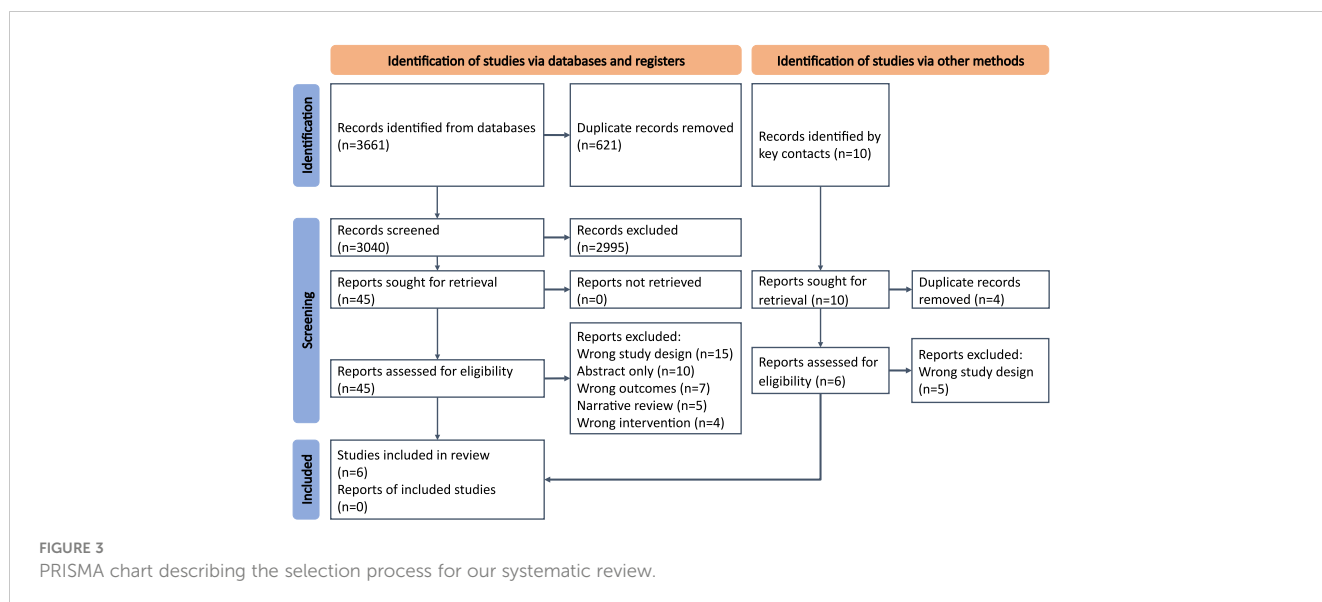 Identification of studies via databases and registers
Identification of studies via other methods
Identification
Records identified from databases
(n=3661)
Duplicate records removed
(n=621)
Records identified by
key contacts (n=10)
Screening
Records screened
(n=3040)
Records excluded
(n=2995)
Reports sought for retrieval
(n=45)
Reports not retrieved
(n=0)
Reports sought for
retrieval (n=10)
Duplicate records
removed (n=4)
Reports assessed for eligibility
(n=45)
Reports excluded:
Wrong study design (n=15)
Abstract only (n=10)
Wrong outcomes (n=7)
Narrative review (n=5)
Wrong intervention (n=4)
Reports assessed for
eligibility (n=6)
Reports excluded:
Wrong study design
(n=5)
Included
Studies included in review
(n=6)
Reports of included studies
(n=0)
FIGURE 3
PRISMA chart describing the selection process for our systematic review.